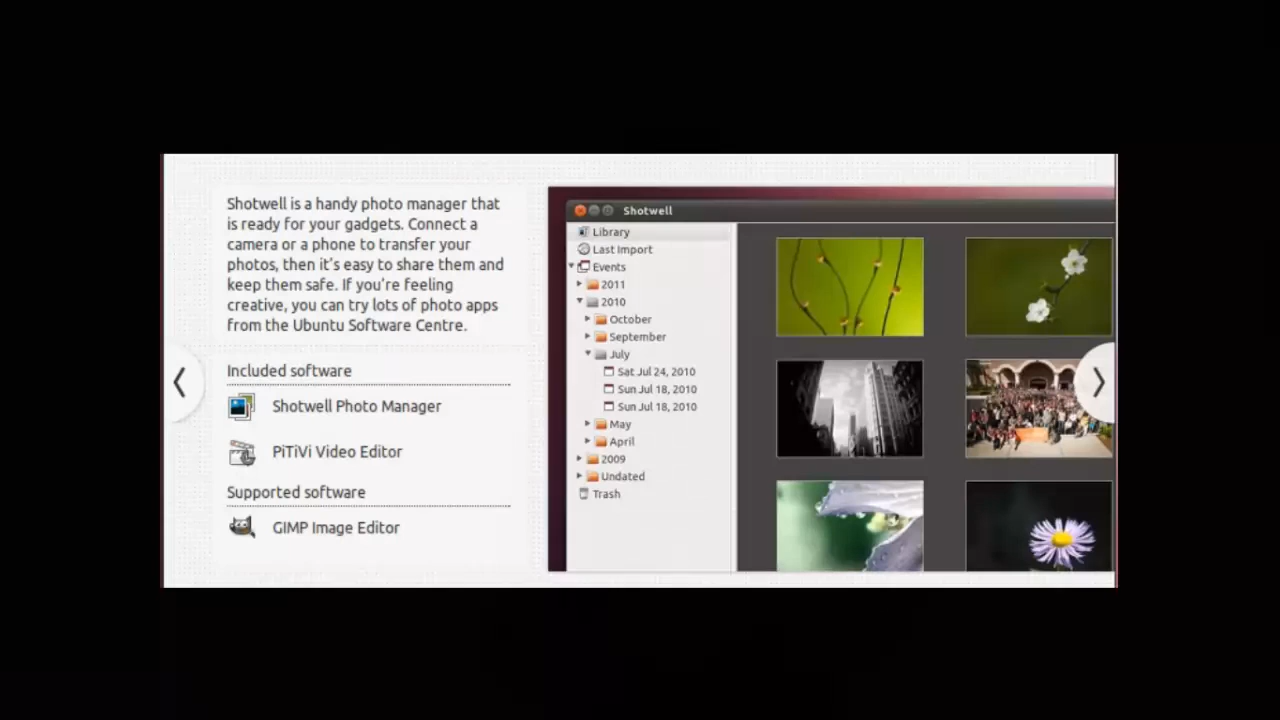 Shotwell is a handy photo manager that
is ready for your gadgets. Connect a
camera or a phone to transfer your
photos, then it's easy to share them and
keep them safe. If you're feeling
creative, you can try lots of photo apps
from the Ubuntu Software Centre.
Included software
Shotwell Photo Manager
PiTiVi Video Editor
Supported software
GIMP Image Editor
Shotwell
Library
Last Import
Events
2011
2010
October
September
July
Sat Jul 24, 2010
Sun Jul 18, 2010
Sun Jul 18, 2010
May
April
2009
Undated
Trash